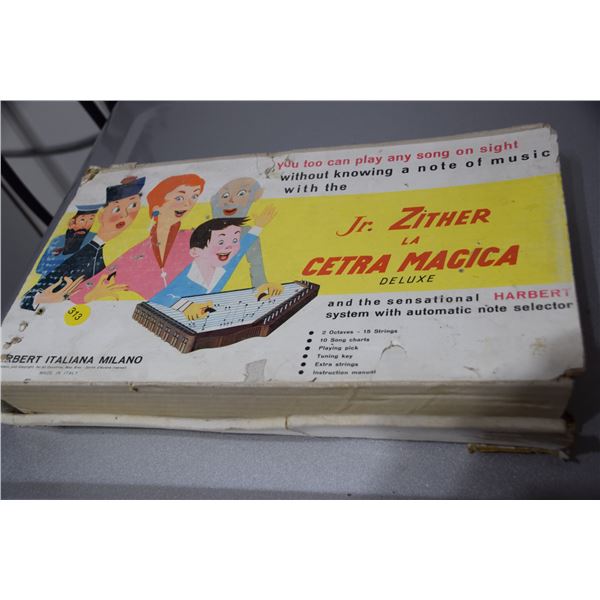 you too can play any song on sight
without knowing a note of music
with the
Jr. ZITHER
LA
CETRA MAGICA
DELUXE
and the sensational HARBERT
system with automatic note selector
• 2 Octaves - 15 Strings
• 10 Song charts
• Playing pick
• Tuning key
• Extra strings
• Instruction manual
313
RBERT ITALIANA MILANO
MADE IN ITALY